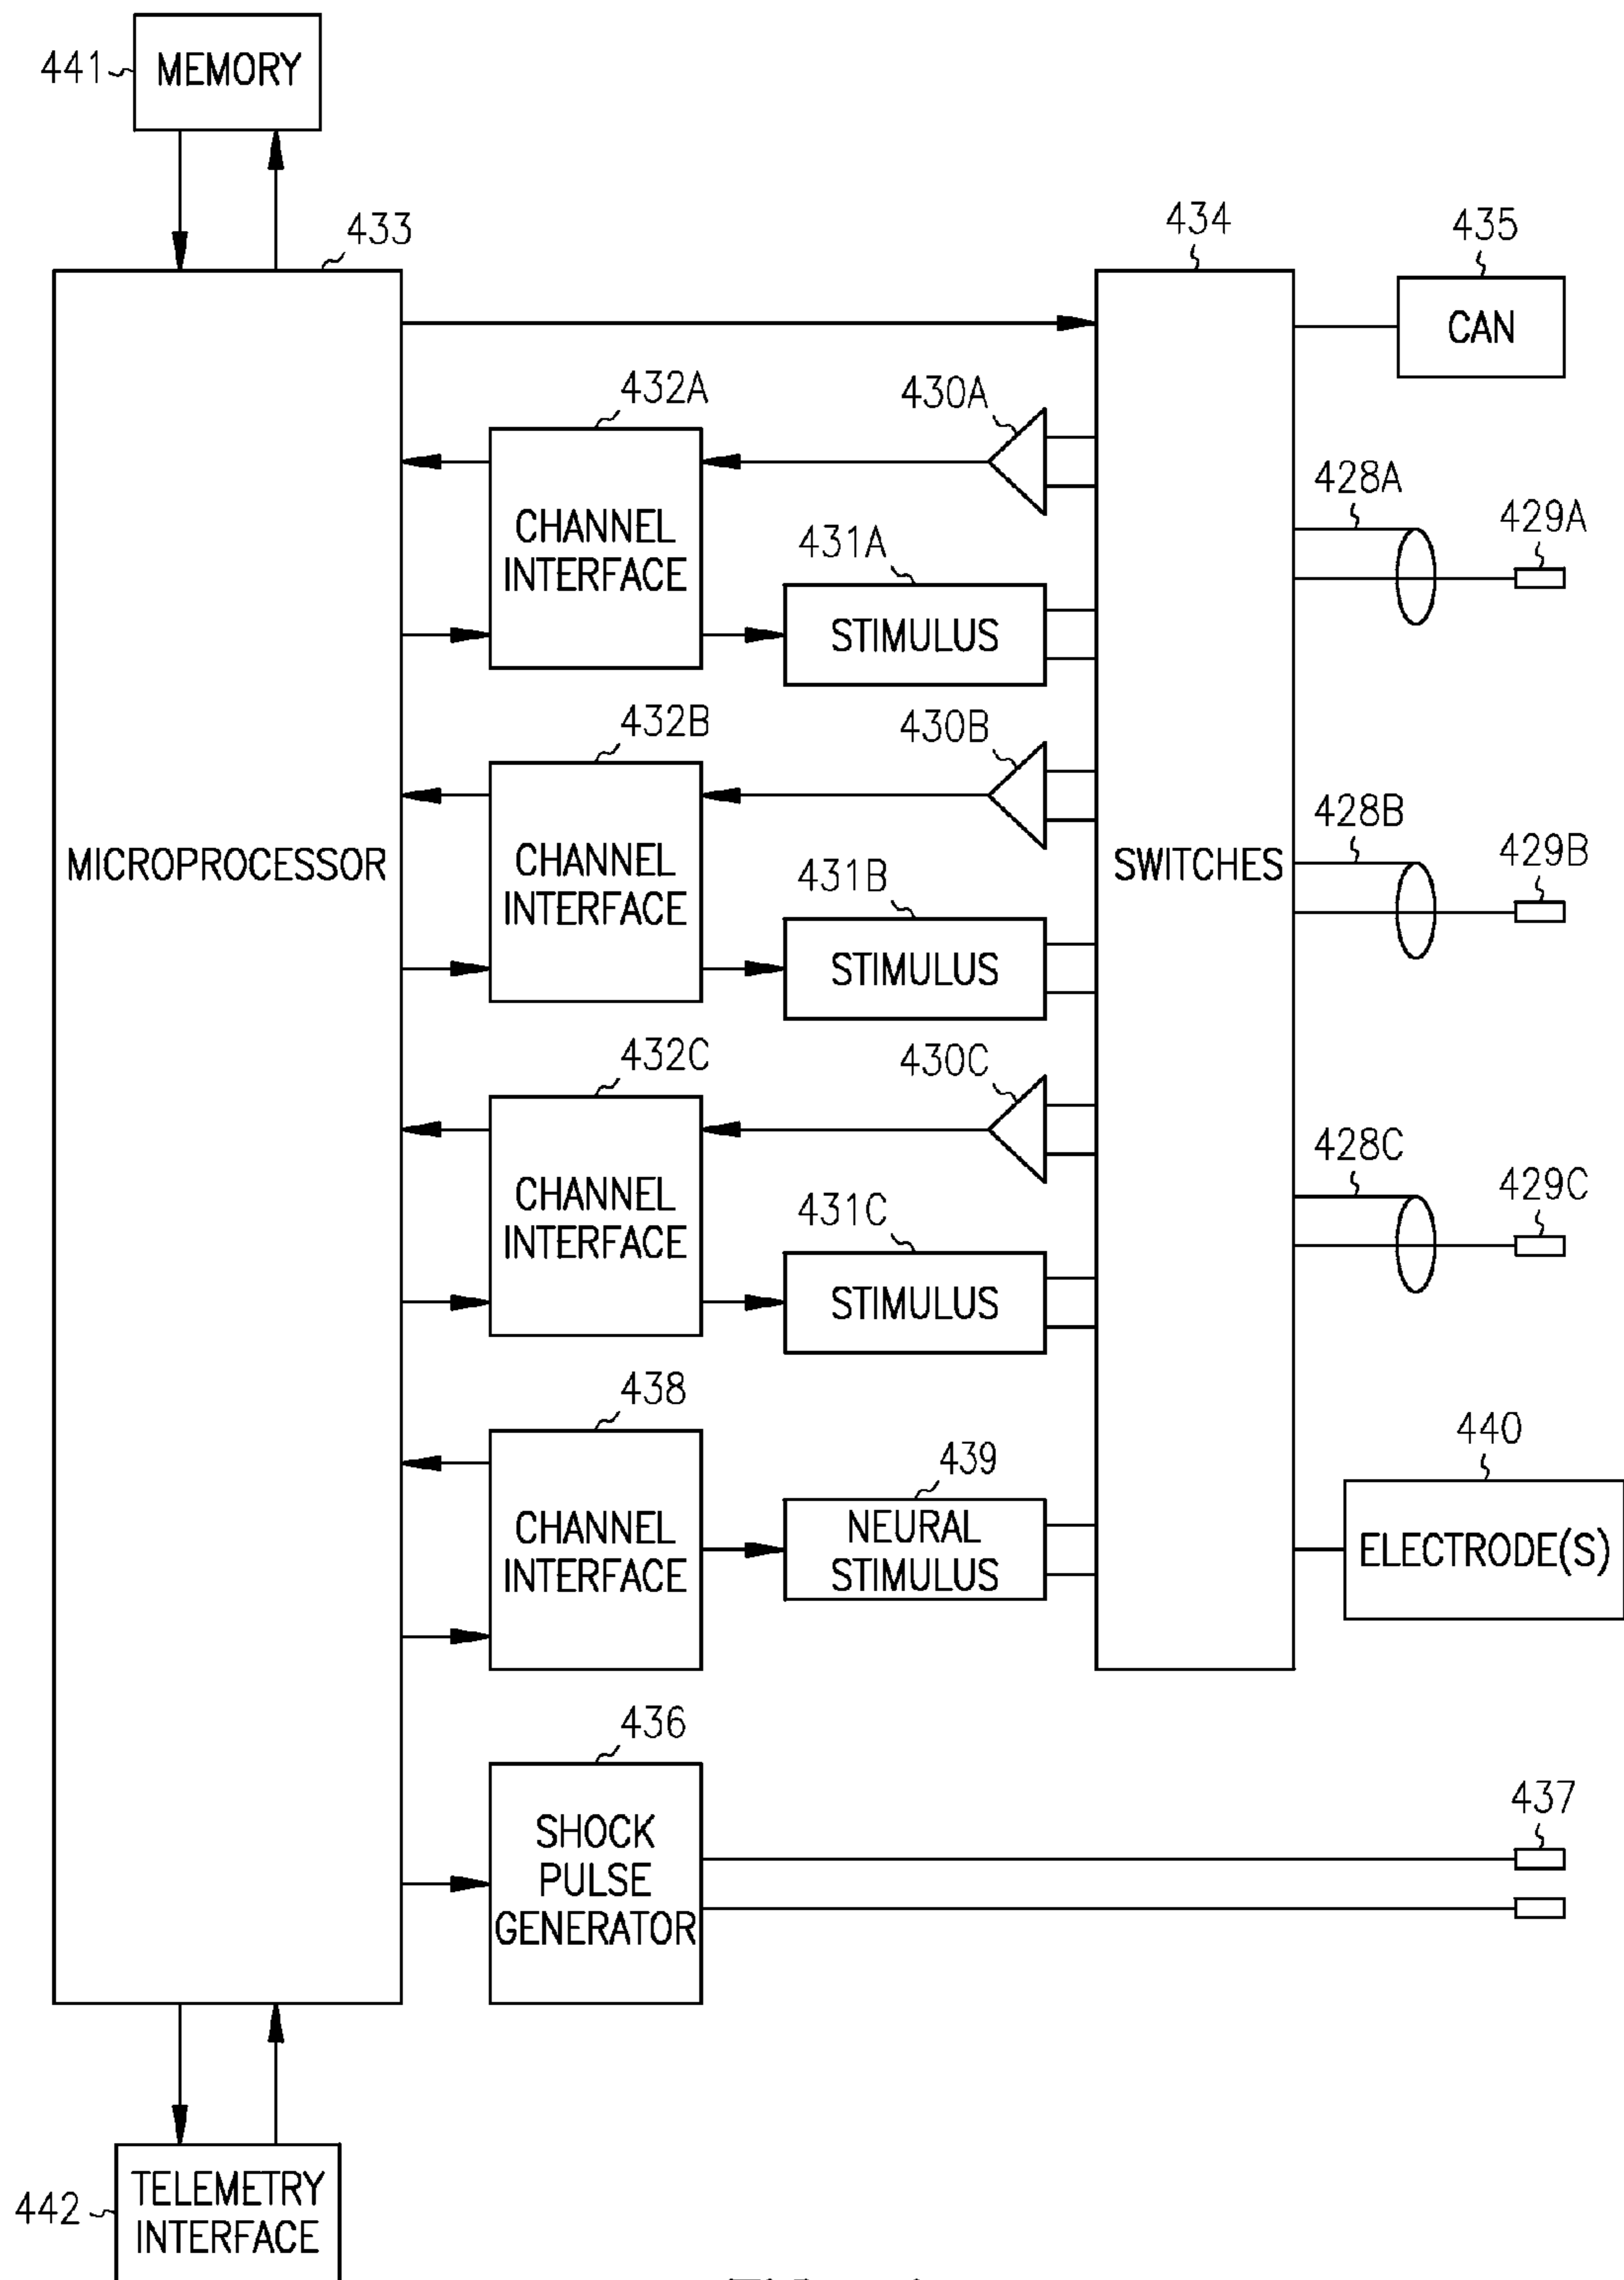 441
MEMORY
433
434
435
CAN
432A
430A
428A
429A
CHANNEL
INTERFACE
431A
STIMULUS
432B
430B
428B
429B
MICROPROCESSOR
CHANNEL
INTERFACE
431B
STIMULUS
SWITCHES
432C
430C
428C
429C
CHANNEL
INTERFACE
431C
STIMULUS
438
439
440
CHANNEL
INTERFACE
NEURAL
STIMULUS
ELECTRODE(S)
436
SHOCK
PULSE
GENERATOR
437
442
TELEMETRY
INTERFACE